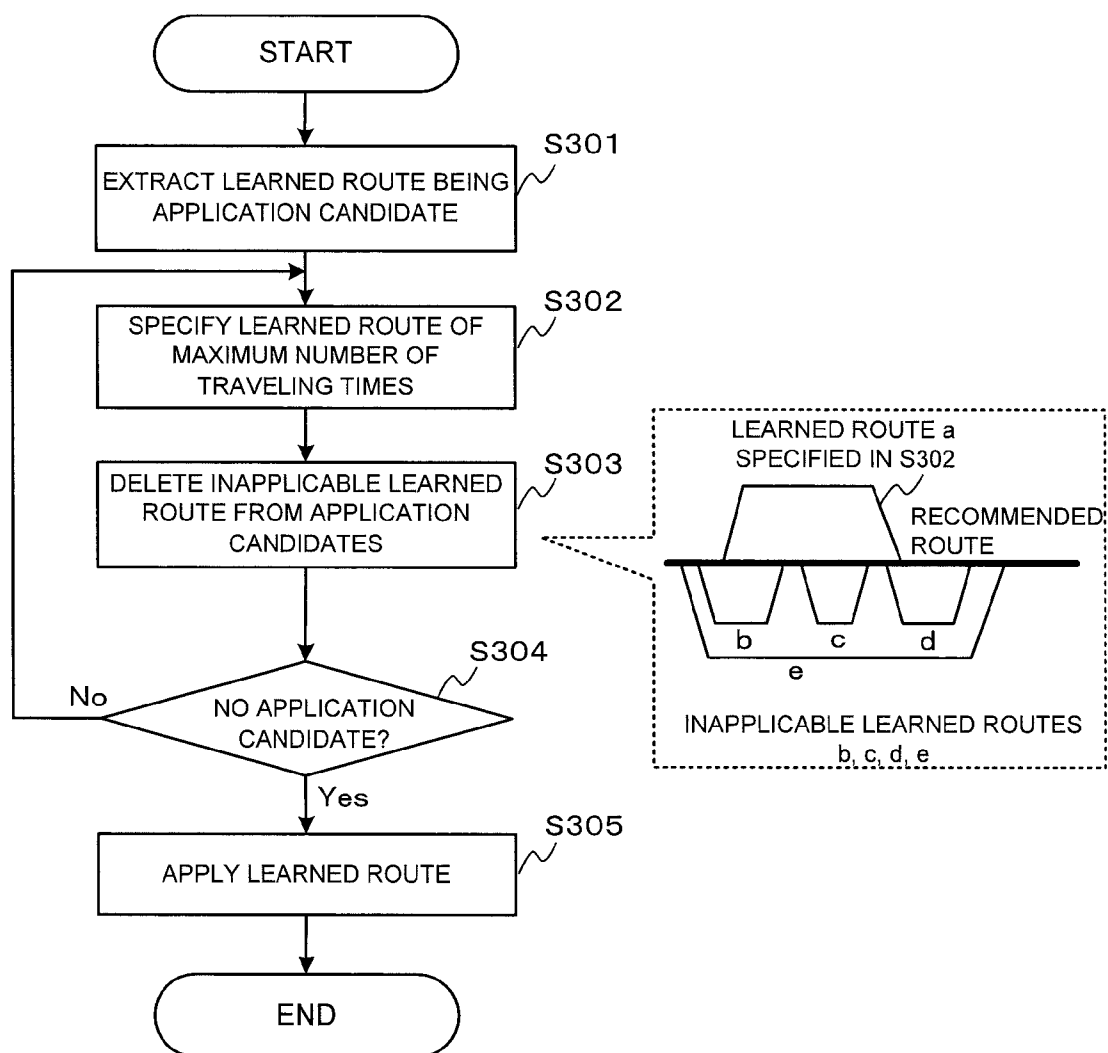 START
S301
EXTRACT LEARNED ROUTE BEING
APPLICATION CANDIDATE
S302
SPECIFY LEARNED ROUTE OF
MAXIMUM NUMBER OF
TRAVELING TIMES
S303
DELETE INAPPLICABLE LEARNED
ROUTE FROM APPLICATION
CANDIDATES
LEARNED ROUTE a
SPECIFIED IN S302
RECOMMENDED
ROUTE
b c d
e
INAPPLICABLE LEARNED ROUTES
b, c, d, e
S304
No
NO APPLICATION
CANDIDATE?
Yes
S305
APPLY LEARNED ROUTE
END